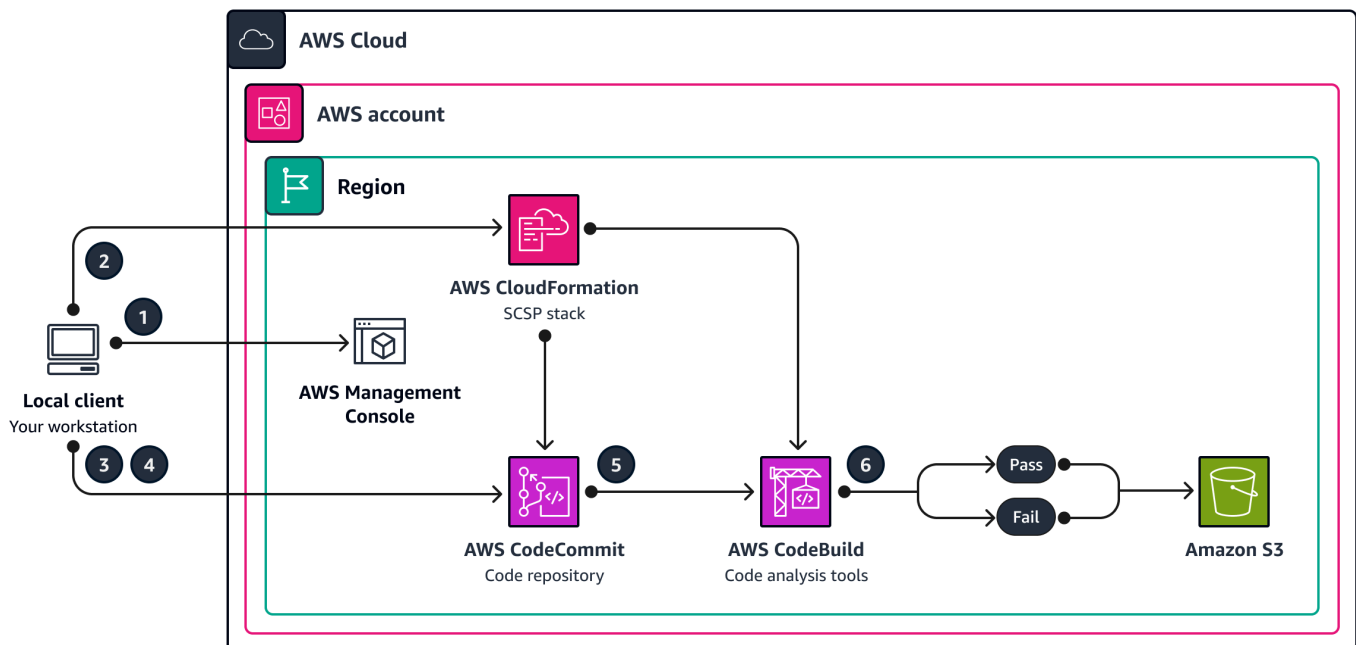 AWS Cloud
AWS account
Region
2
AWS CloudFormation
SCSP stack
1
Local client
Your workstation
AWS Management
Console
3 4
5
6
Pass
Fail
AWS CodeCommit
Code repository
AWS CodeBuild
Code analysis tools
Amazon S3